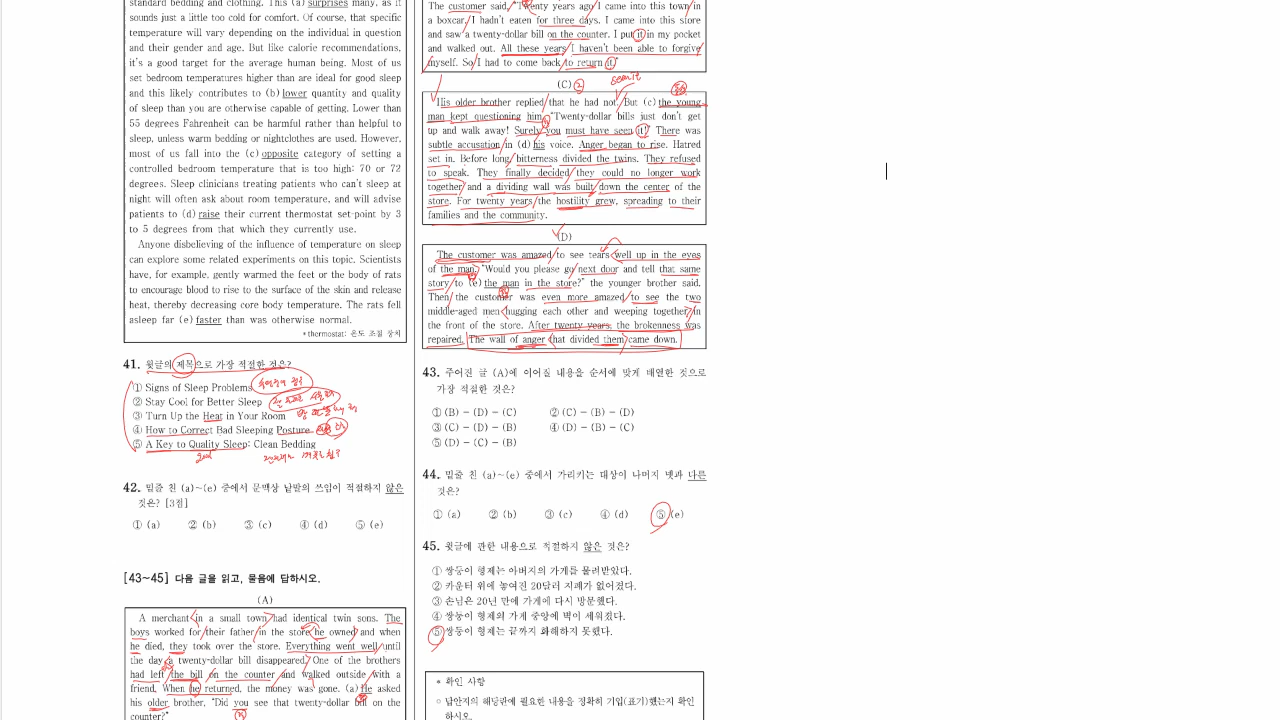 standard bedding and clothing. This (a) surprises many, as it
sounds just a little too cold for comfort. Of course, that specific
temperature will vary depending on the individual in question
and their gender and age. But like calorie recommendations,
it's a good target for the average human being. Most of us
set bedroom temperatures higher than are ideal for good sleep
and this likely contributes to (b) lower quantity and quality
of sleep than you are otherwise capable of getting. Lower than
55 degrees Fahrenheit can be harmful rather than helpful to
sleep, unless warm bedding or nightclothes are used. However,
most of us fall into the (c) opposite category of setting a
controlled bedroom temperature that is too high: 70 or 72
degrees. Sleep clinicians treating patients who can't sleep at
night will often ask about room temperature, and will advise
patients to (d) raise their current thermostat set-point by 3
to 5 degrees from that which they currently use.
Anyone disbelieving of the influence of temperature on sleep
can explore some related experiments on this topic. Scientists
have, for example, gently warmed the feet or the body of rats
to encourage blood to rise to the surface of the skin and release
heat, thereby decreasing core body temperature. The rats fell
asleep far (e) faster than was otherwise normal.
*thermostat: 온도 조절 장치
41. 윗글의 제목으로 가장 적절한 것은?
① Signs of Sleep Problems
② Stay Cool for Better Sleep
③ Turn Up the Heat in Your Room
④ How to Correct Bad Sleeping Posture
⑤ A Key to Quality Sleep: Clean Bedding
42. 밑줄 친 (a)~(e) 중에서 문맥상 낱말의 쓰임이 적절하지 않은
것은? [3점]
① (a) ② (b) ③ (c) ④ (d) ⑤ (e)
[43~45] 다음 글을 읽고, 물음에 답하시오.
(A)
A merchant in a small town had identical twin sons. The
boys worked for their father in the store he owned and when
he died, they took over the store. Everything went well until
the day a twenty-dollar bill disappeared. One of the brothers
had left the bill on the counter and walked outside with a
friend. When he returned, the money was gone. (a) He asked
his older brother, "Did you see that twenty-dollar bill on the
counter?"
The customer said, "Twenty years ago I came into this town in
a boxcar. I hadn't eaten for three days. I came into this store
and saw a twenty-dollar bill on the counter. I put it in my pocket
and walked out. All these years I haven't been able to forgive
myself. So I had to come back to return it."
(C)
His older brother replied that he had not. But (c) the young
man kept questioning him. "Twenty-dollar bills just don't get
up and walk away! Surely you must have seen it!" There was
subtle accusation in (d) his voice. Anger began to rise. Hatred
set in. Before long, bitterness divided the twins. They refused
to speak. They finally decided they could no longer work
together and a dividing wall was built down the center of the
store. For twenty years the hostility grew, spreading to their
families and the community.
(D)
The customer was amazed to see tears well up in the eyes
of the man. "Would you please go next door and tell that same
story to (e) the man in the store?" the younger brother said.
Then the customer was even more amazed to see the two
middle-aged men hugging each other and weeping together in
the front of the store. After twenty years, the brokenness was
repaired. The wall of anger that divided them came down.
43. 주어진 글 (A)에 이어질 내용을 순서에 맞게 배열한 것으로
가장 적절한 것은?
① (B) - (D) - (C) ② (C) - (B) - (D)
③ (C) - (D) - (B) ④ (D) - (B) - (C)
⑤ (D) - (C) - (B)
44. 밑줄 친 (a)~(e) 중에서 가리키는 대상이 나머지 넷과 다른
것은?
① (a) ② (b) ③ (c) ④ (d) ⑤ (e)
45. 윗글에 관한 내용으로 적절하지 않은 것은?
① 쌍둥이 형제는 아버지의 가게를 물려받았다.
② 카운터 위에 놓여진 20달러 지폐가 없어졌다.
③ 손님은 20년 만에 가게에 다시 방문했다.
④ 쌍둥이 형제의 가게 중앙에 벽이 세워졌다.
⑤ 쌍둥이 형제는 끝까지 화해하지 못했다.
* 확인 사항
○ 답안지의 해당란에 필요한 내용을 정확히 기입(표기)했는지 확인
하시오.